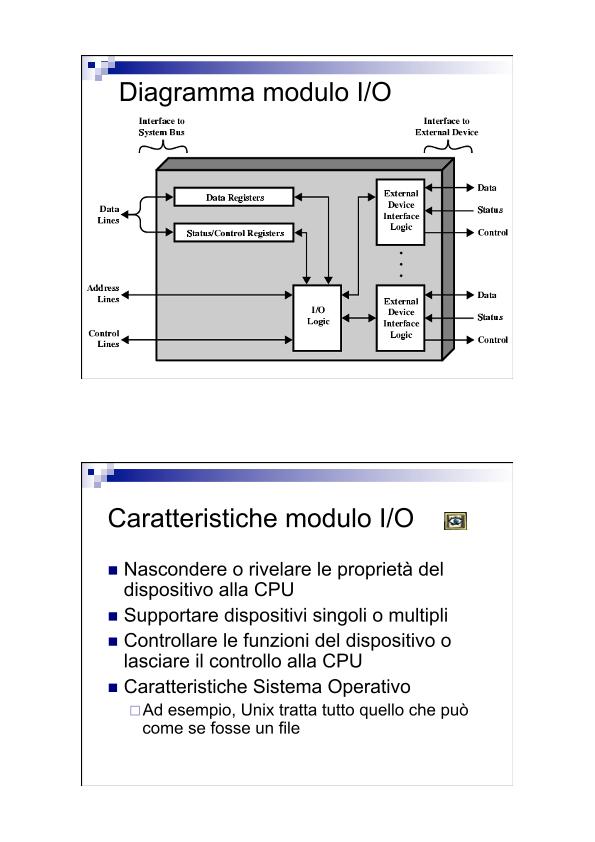 Diagramma modulo I/O
Interface to
System Bus
Interface to
External Device
Data
Lines
Data Registers
Status/Control Registers
External
Device
Interface
Logic
Data
Status
Control
Address
Lines
Control
Lines
I/O
Logic
External
Device
Interface
Logic
Data
Status
Control
Caratteristiche modulo I/O
Nascondere o rivelare le proprietà del
dispositivo alla CPU
Supportare dispositivi singoli o multipli
Controllare le funzioni del dispositivo o
lasciare il controllo alla CPU
Caratteristiche Sistema Operativo
Ad esempio, Unix tratta tutto quello che può
come se fosse un file